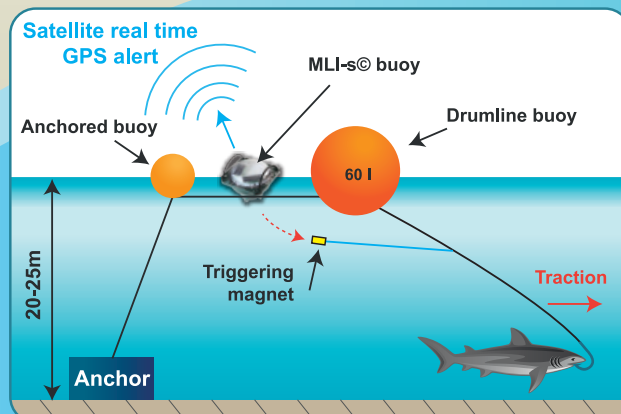 Satellite real time
GPS alert
MLI-s© buoy
Anchored buoy
Drumline buoy
60 l
20-25m
Triggering
magnet
Traction
Anchor